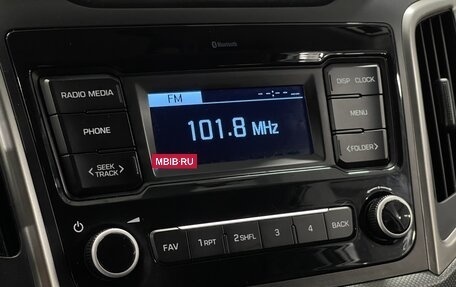 Bluetooth
RADIO MEDIA
FM
--:--
DISP CLOCK
101.8 MHz
PHONE
MENU
MBIB·RU
SEEK
TRACK
<FOLDER>
FAV
1 RPT
2 SHFL
3
4
BACK